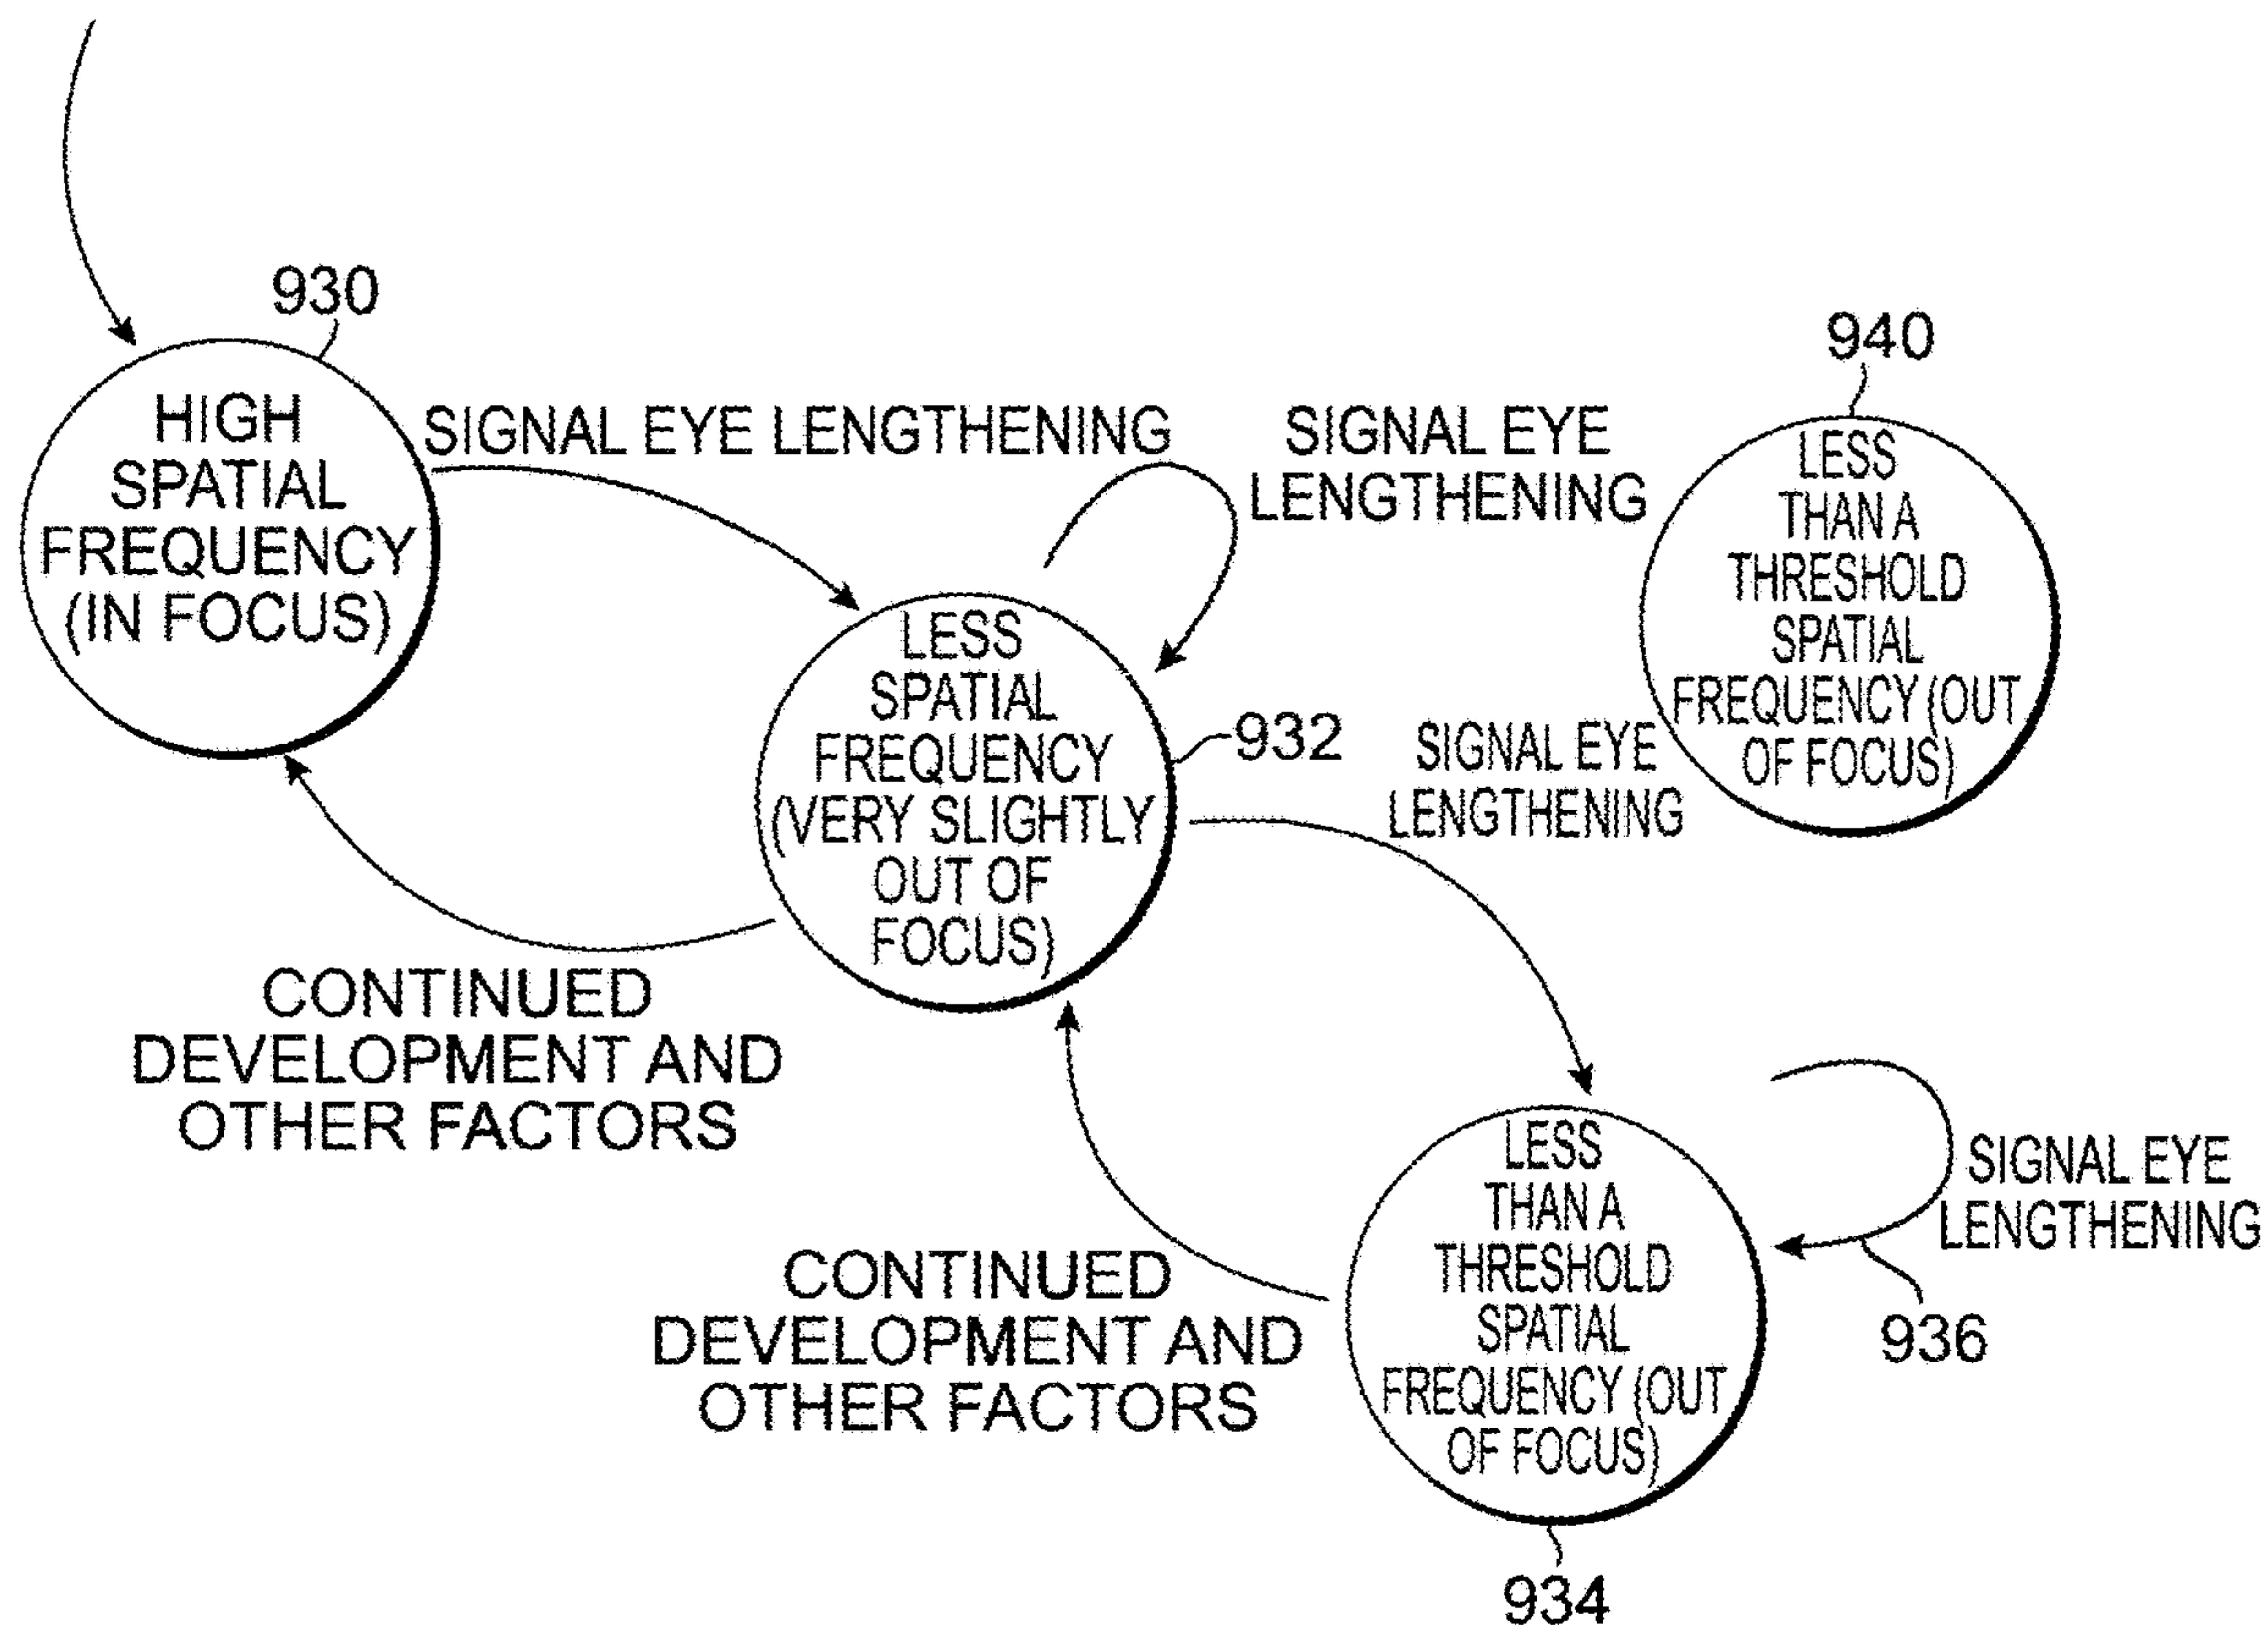 930
HIGH
SPATIAL
FREQUENCY
(IN FOCUS)
SIGNAL EYE LENGTHENING
SIGNAL EYE
LENGTHENING
940
LESS
THAN A
THRESHOLD
SPATIAL
FREQUENCY (OUT
OF FOCUS)
LESS
SPATIAL
FREQUENCY
(VERY SLIGHTLY
OUT OF
FOCUS)
932
SIGNAL EYE
LENGTHENING
CONTINUED
DEVELOPMENT AND
OTHER FACTORS
CONTINUED
DEVELOPMENT AND
OTHER FACTORS
LESS
THAN A
THRESHOLD
SPATIAL
FREQUENCY (OUT
OF FOCUS)
SIGNAL EYE
LENGTHENING
936
934